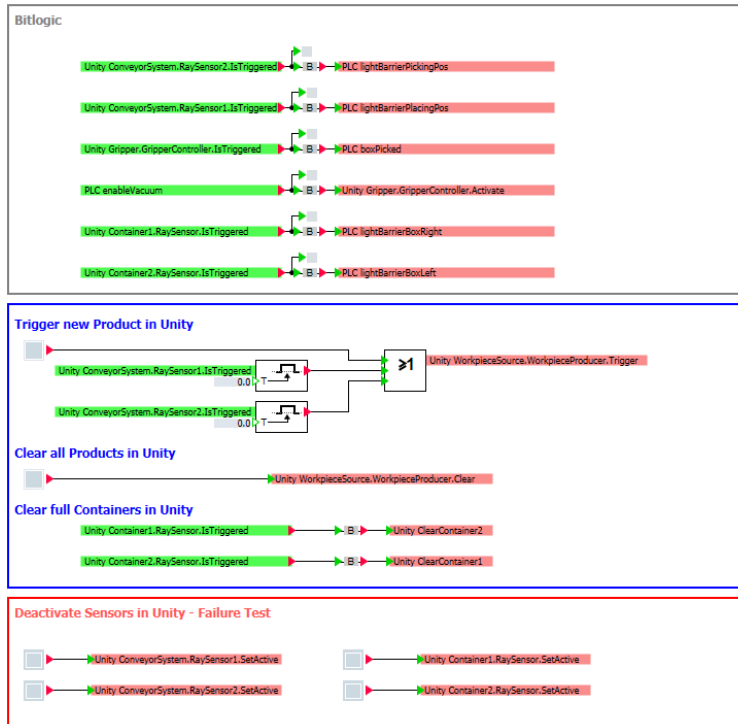 Bitlogic
Unity ConveyorSystem.RaySensor2.IsTriggered B PLC lightBarrierPickingPos
Unity ConveyorSystem.RaySensor1.IsTriggered B PLC lightBarrierPlacingPos
Unity Gripper.GripperController.IsTriggered B PLC boxPicked
PLC enableVacuum B Unity Gripper.GripperController.Activate
Unity Container1.RaySensor.IsTriggered B PLC lightBarrierBoxRight
Unity Container2.RaySensor.IsTriggered B PLC lightBarrierBoxLeft
Trigger new Product in Unity
≥1 Unity WorkpieceSource.WorkpieceProducer.Trigger
Unity ConveyorSystem.RaySensor1.IsTriggered
0.0 T
Unity ConveyorSystem.RaySensor2.IsTriggered
0.0 T
Clear all Products in Unity
Unity WorkpieceSource.WorkpieceProducer.Clear
Clear full Containers in Unity
Unity Container1.RaySensor.IsTriggered B Unity ClearContainer2
Unity Container2.RaySensor.IsTriggered B Unity ClearContainer1
Deactivate Sensors in Unity - Failure Test
Unity ConveyorSystem.RaySensor1.SetActive Unity Container1.RaySensor.SetActive
Unity ConveyorSystem.RaySensor2.SetActive Unity Container2.RaySensor.SetActive